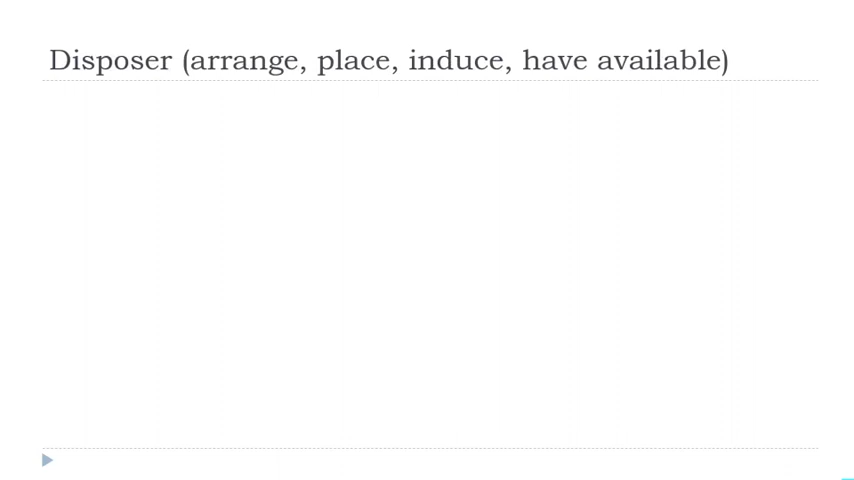 Disposer (arrange, place, induce, have available)